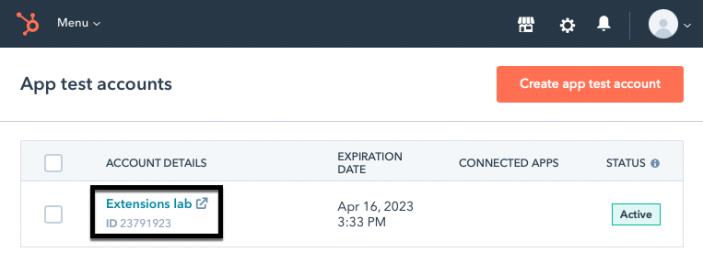 Menu
App test accounts
Create app test account
ACCOUNT DETAILS
EXPIRATION
DATE
CONNECTED APPS
STATUS
Extensions lab
ID 23791923
Apr 16, 2023
3:33 PM
Active